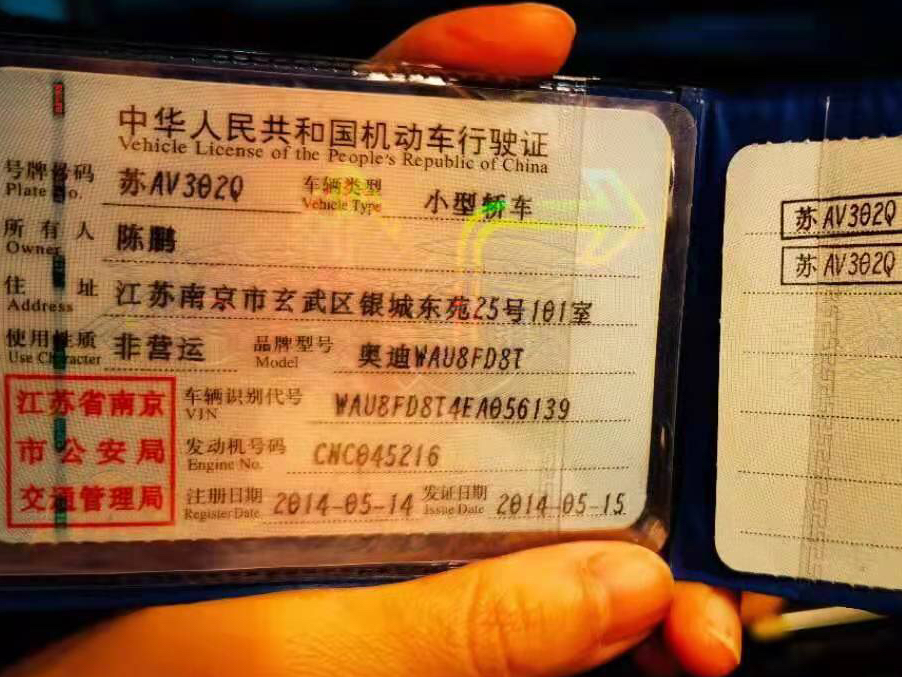 中华人民共和国机动车行驶证
Vehicle License of the People's Republic of China
号牌号码 苏AV302Q 车辆类型 小型轿车
Plate No. Vehicle Type
所有人 陈鹏
Owner
住址 江苏南京市玄武区银城东苑25号101室
Address
使用性质 非营运 品牌型号 奥迪WAU8FD8T
Use Character Model
江苏省南京
市公安局
交通管理局
车辆识别代号 WAU8FD8T4EA056139
VIN
发动机号码 CNC045216
Engine No.
注册日期 2014-05-14 发证日期 2014-05-15
Register Date Issue Date
苏AV302Q
苏AV302Q